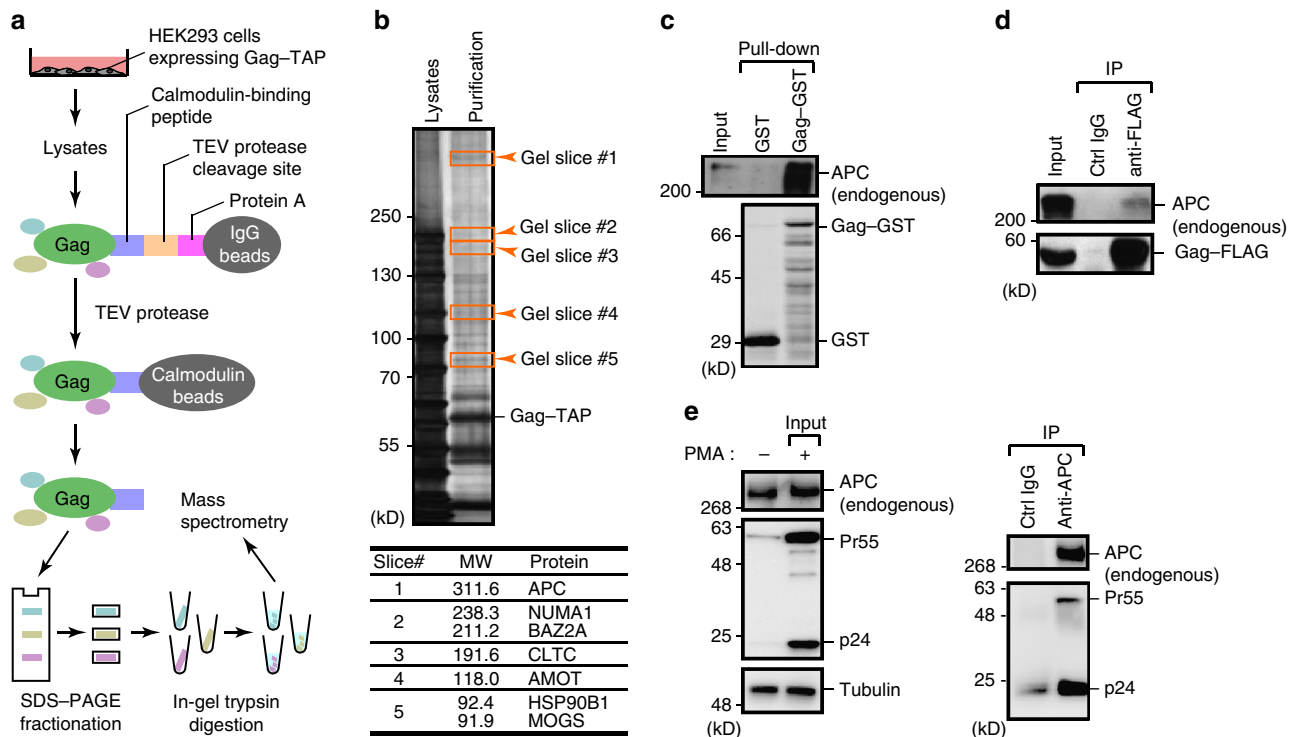 a
HEK293 cells
expressing Gag–TAP
Calmodulin-binding
peptide
Lysates
TEV protease
cleavage site
Protein A
Gag
IgG
beads
TEV protease
Gag
Calmodulin
beads
Gag
Mass
spectrometry
SDS–PAGE
fractionation
In-gel trypsin
digestion
b
Lysates
Purification
Gel slice #1
250
Gel slice #2
Gel slice #3
130
Gel slice #4
100
Gel slice #5
70
Gag–TAP
55
(kD)
Slice# MW Protein
1 311.6 APC
2 238.3 NUMA1
211.2 BAZ2A
3 191.6 CLTC
4 118.0 AMOT
5 92.4 HSP90B1
91.9 MOGS
c
Pull-down
Input
GST
Gag–GST
APC
(endogenous)
200
Gag–GST
66
45
29
GST
(kD)
d
IP
Input
Ctrl IgG
anti-FLAG
APC
(endogenous)
200
60
Gag–FLAG
(kD)
e
Input
PMA : – +
APC
(endogenous)
268
63
Pr55
48
25
p24
Tubulin
48
(kD)
IP
Ctrl IgG
Anti-APC
APC
(endogenous)
268
63
Pr55
48
25
p24
(kD)